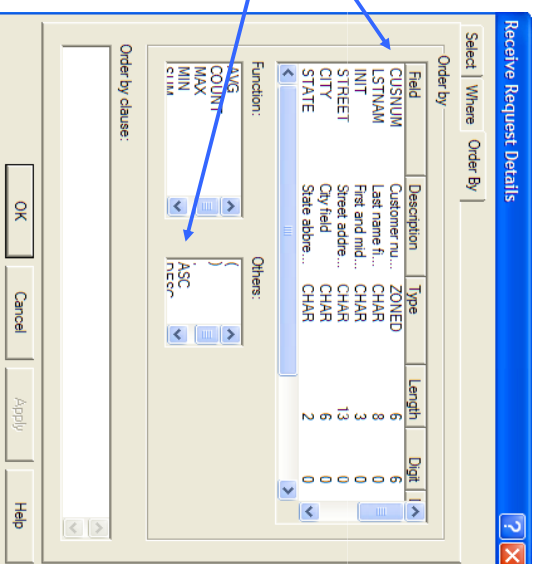 Receive Request Details
Select Where Order By
Order by
Field Description Type Length Digit
CUSNUM Customer nu... ZONED 6 6
LSTNAM Last name fi... CHAR 8 0
INIT First and mid... CHAR 3 0
STREET Street addre... CHAR 13 0
CITY City field CHAR 6 0
STATE State abbre... CHAR 2 0
Function: Others:
AVG (
COUNT )
MAX ,
MIN ASC
SUM DESC
Order by clause:
OK Cancel Apply Help